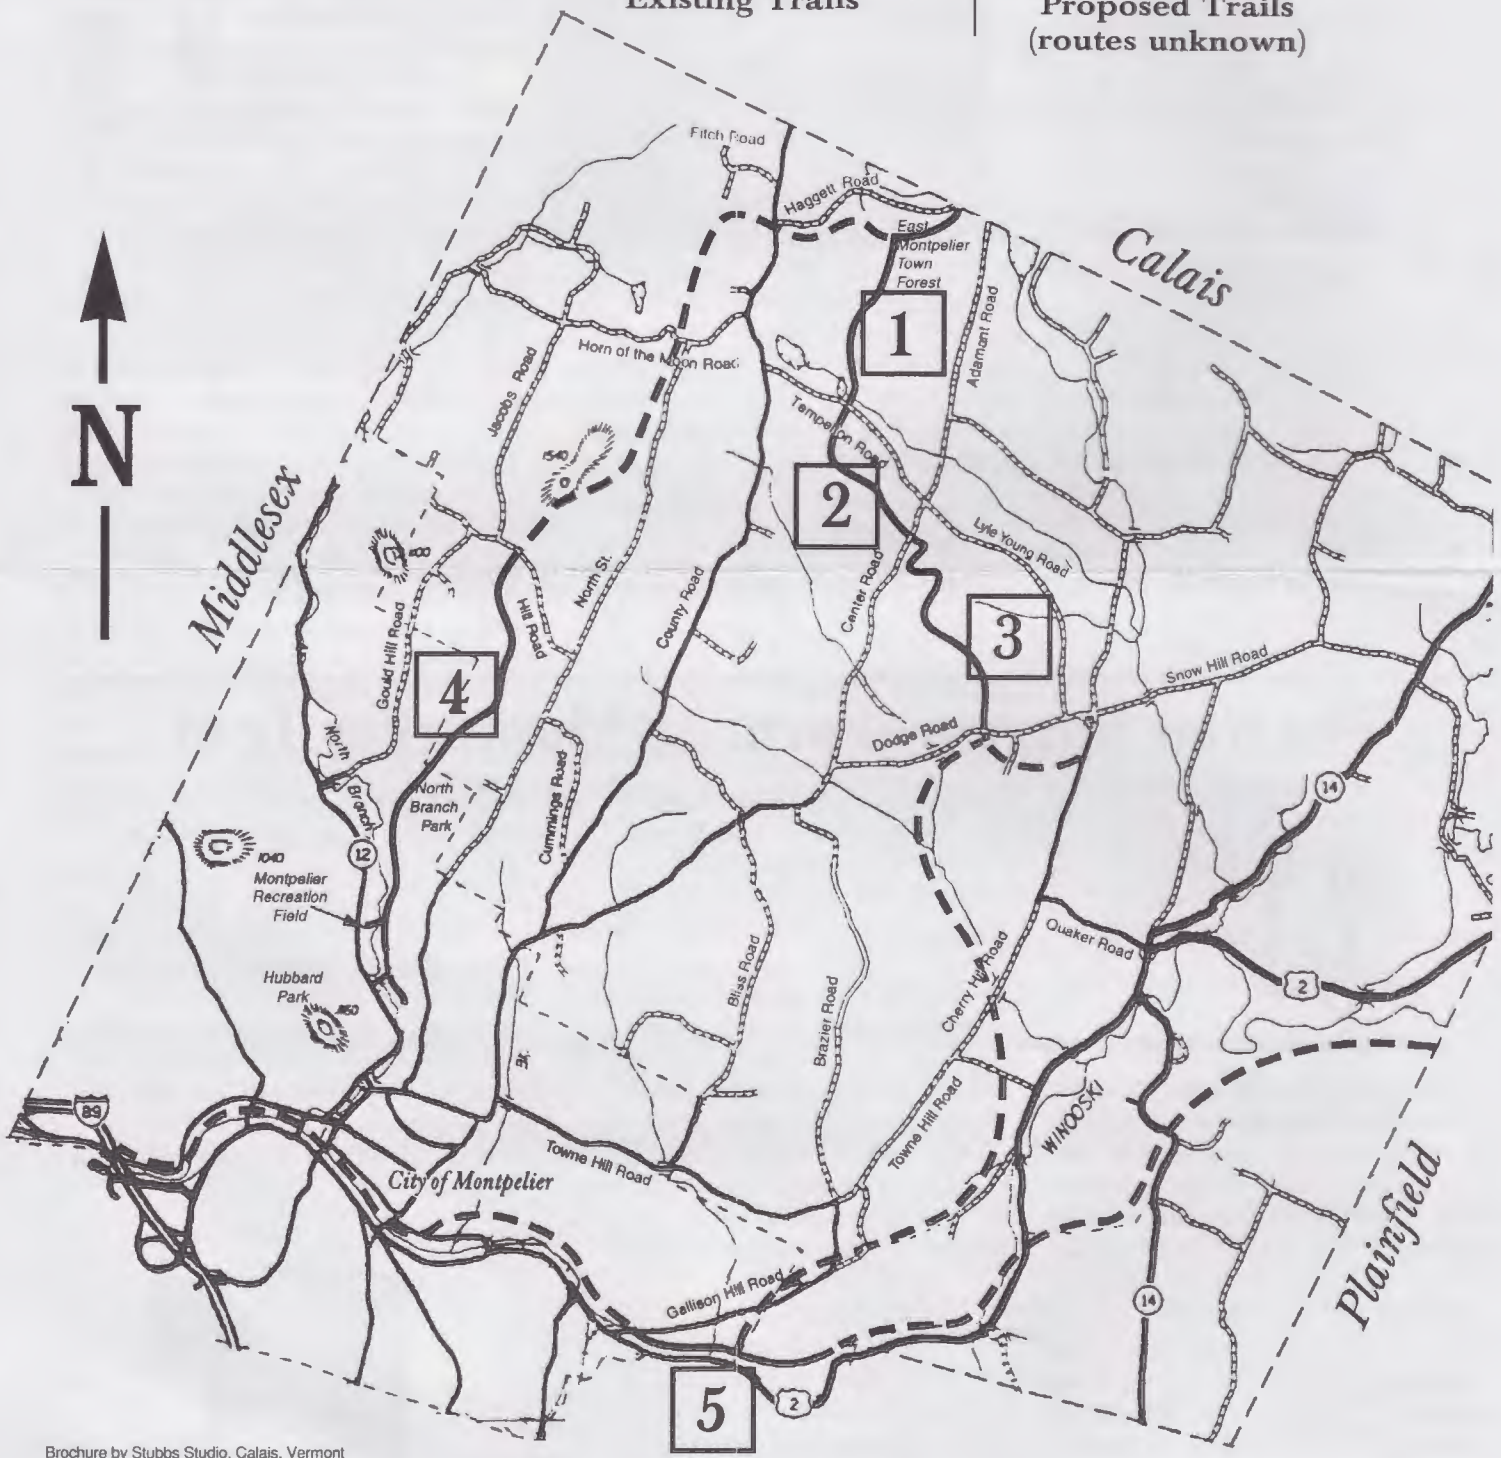 Existing Trails
Proposed Trails
(routes unknown)
Fitch Road
Haggett Road
East
Montpelier
Town
Forest
Calais
1
Adamant Road
N
Horn of the Moon Road
Jacobs Road
Templeton Road
1540
Middlesex
2
1100
Lyle Young Road
North St.
Hill Road
County Road
Center Road
3
Gould Hill Road
4
Snow Hill Road
Dodge Road
North
Branch
North
Branch
Park
Cummings Road
14
12
1040
Montpelier
Recreation
Field
Quaker Road
Bliss Road
Cherry Hill Road
Hubbard
Park
2
Brazier Road
Bk.
89
Towne Hill Road
WINOOSKI
Towne Hill Road
City of Montpelier
Plainfield
Gallison Hill Road
14
5
2
Brochure by Stubbs Studio, Calais, Vermont